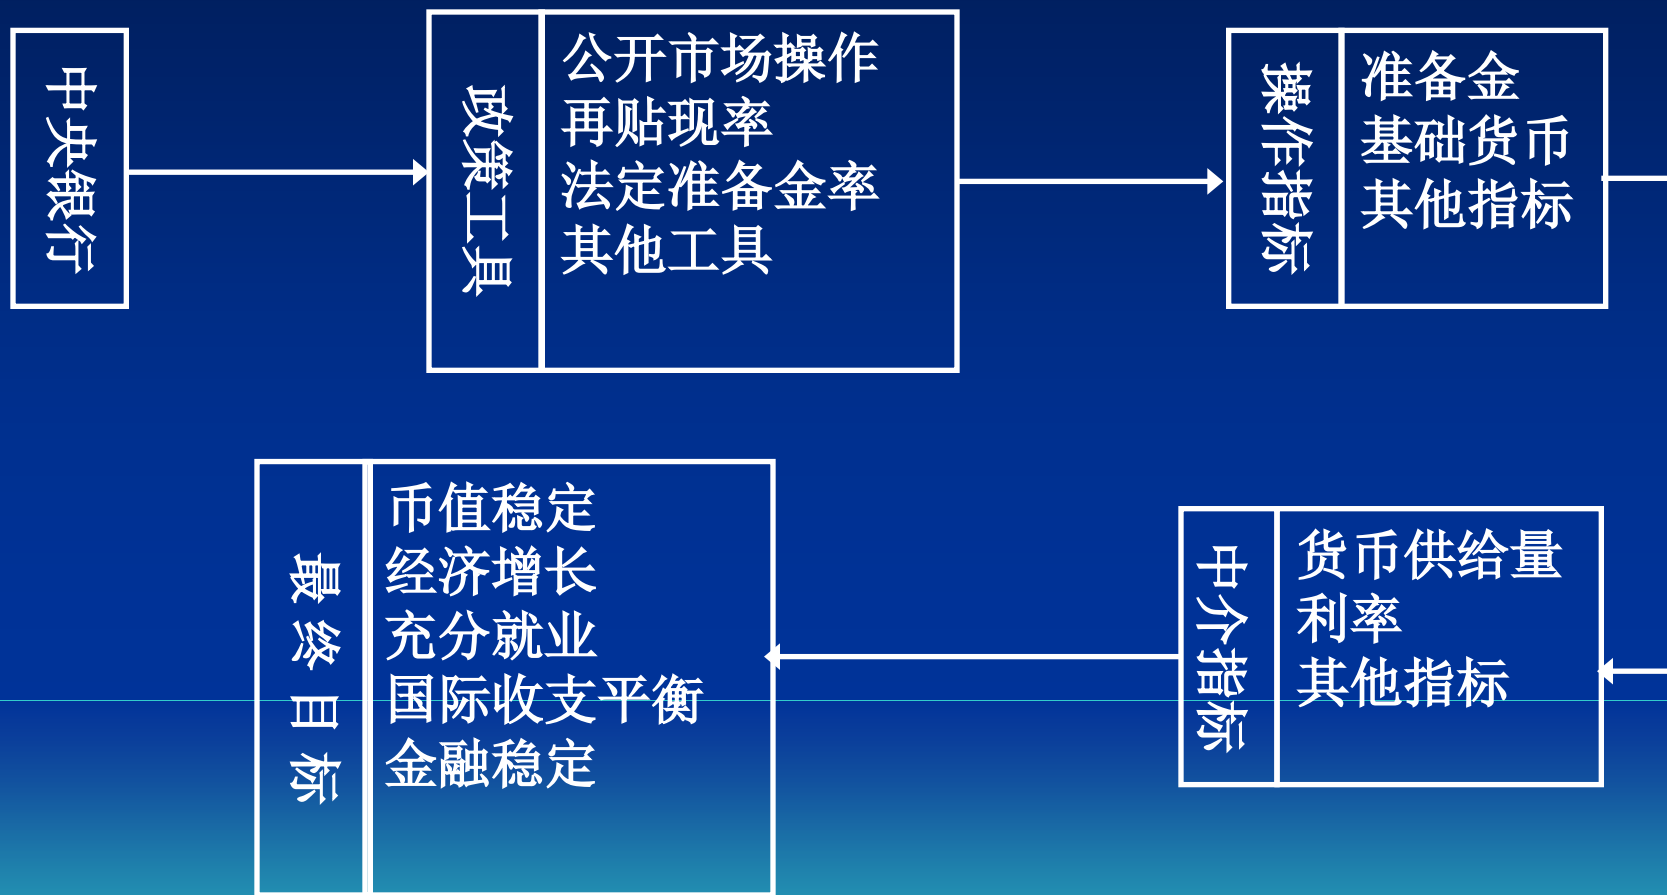 中央银行
政策工具
公开市场操作
再贴现率
法定准备金率
其他工具
操作指标
准备金
基础货币
其他指标
最终目标
币值稳定
经济增长
充分就业
国际收支平衡
金融稳定
中介指标
货币供给量
利率
其他指标